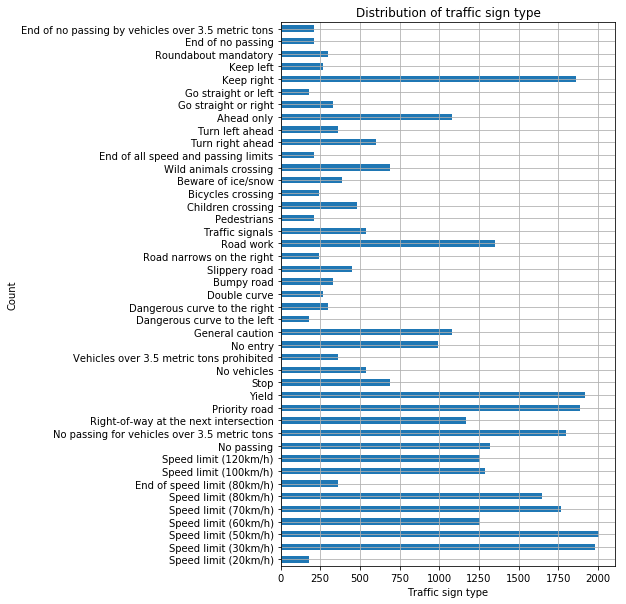 Distribution of traffic sign type
End of no passing by vehicles over 3.5 metric tons
End of no passing
Roundabout mandatory
Keep left
Keep right
Go straight or left
Go straight or right
Ahead only
Turn left ahead
Turn right ahead
End of all speed and passing limits
Wild animals crossing
Beware of ice/snow
Bicycles crossing
Children crossing
Pedestrians
Traffic signals
Road work
Road narrows on the right
Slippery road
Bumpy road
Double curve
Dangerous curve to the right
Dangerous curve to the left
General caution
No entry
Vehicles over 3.5 metric tons prohibited
No vehicles
Stop
Yield
Priority road
Right-of-way at the next intersection
No passing for vehicles over 3.5 metric tons
No passing
Speed limit (120km/h)
Speed limit (100km/h)
End of speed limit (80km/h)
Speed limit (80km/h)
Speed limit (70km/h)
Speed limit (60km/h)
Speed limit (50km/h)
Speed limit (30km/h)
Speed limit (20km/h)
Count
0 250 500 750 1000 1250 1500 1750 2000
Traffic sign type